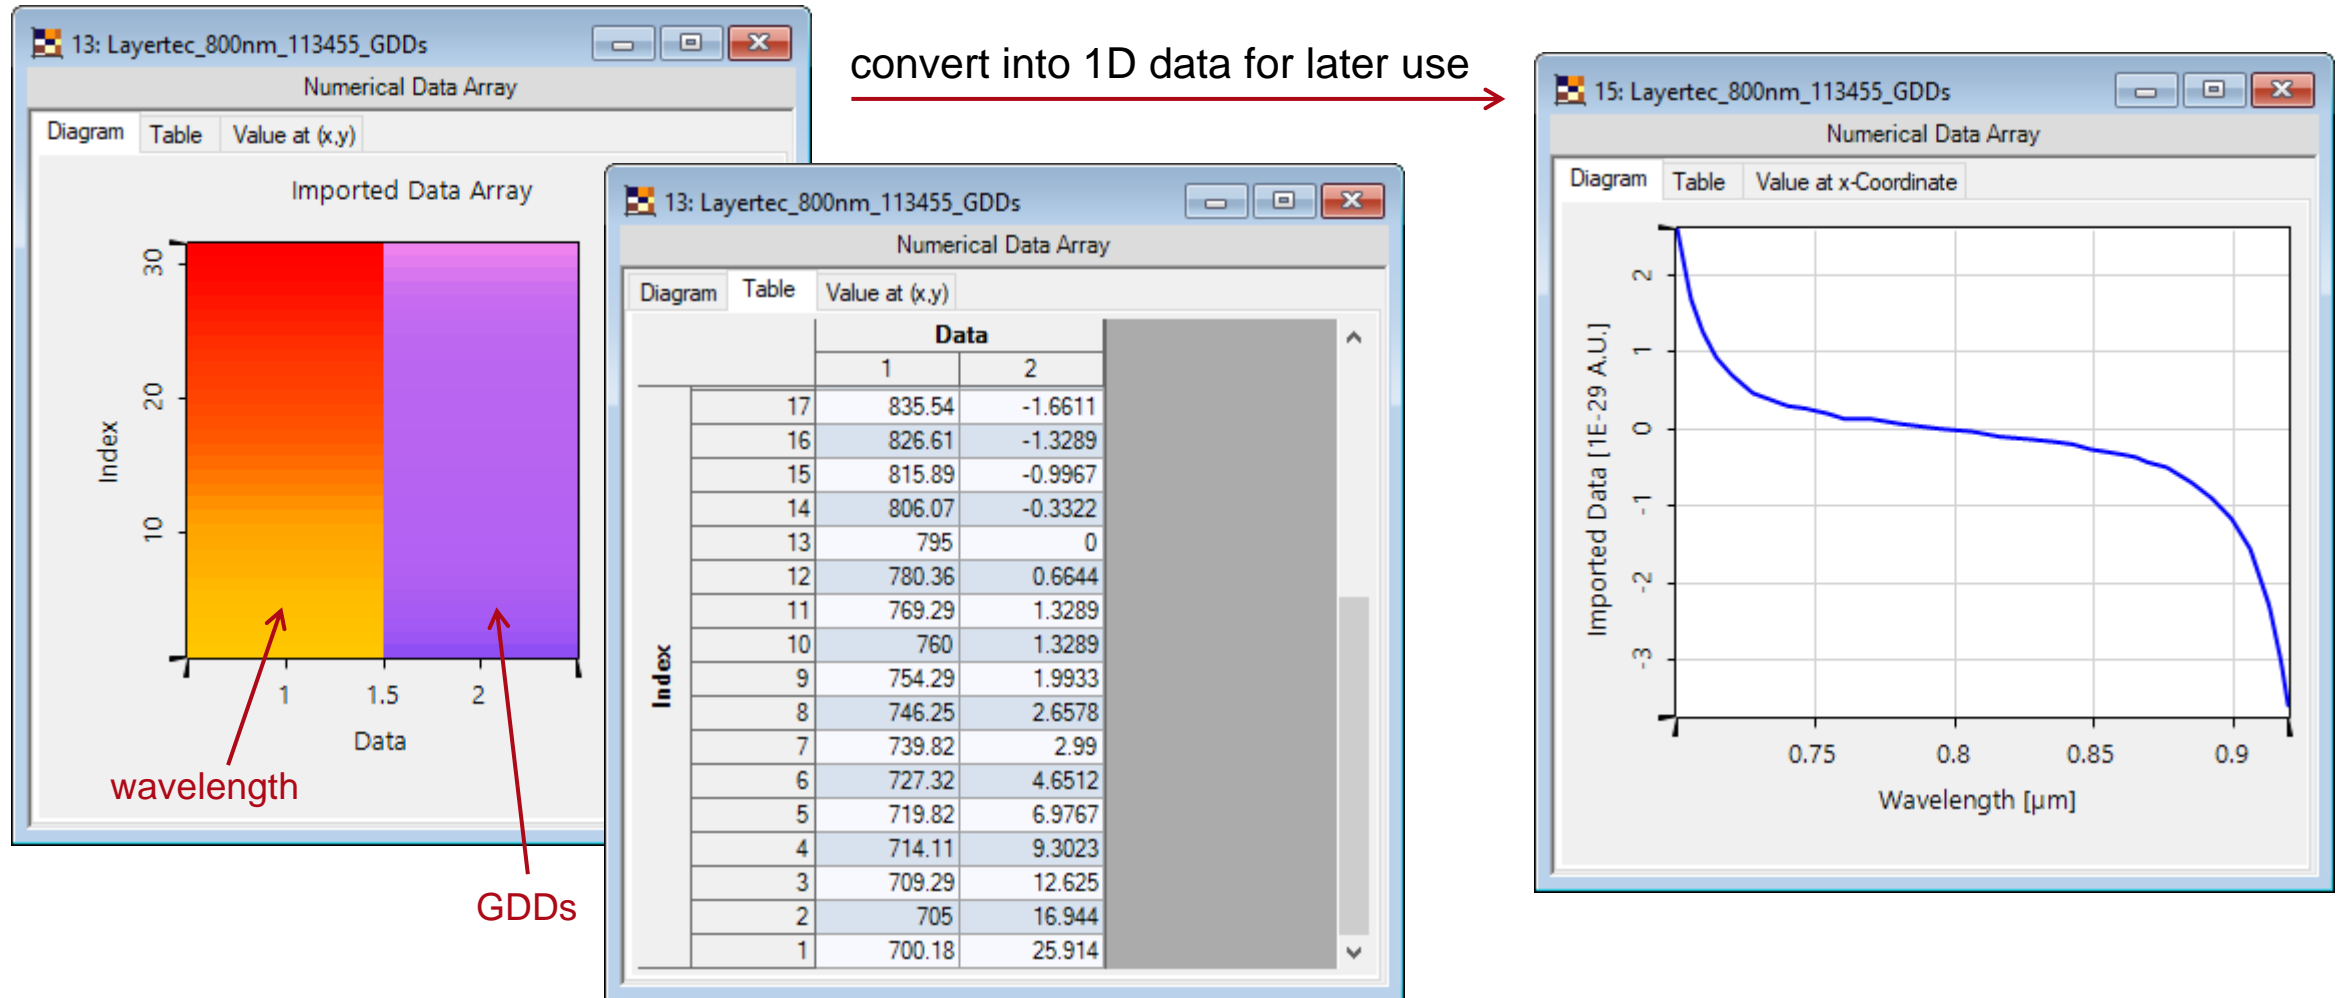 13: Layertec_800nm_113455_GDDs
Numerical Data Array
Diagram Table Value at (x,y)
Imported Data Array
30
20
10
Index
1 1.5 2
Data
wavelength
GDDs
convert into 1D data for later use
13: Layertec_800nm_113455_GDDs
Numerical Data Array
Diagram Table Value at (x,y)
Data
1 2
17 835.54 -1.6611
16 826.61 -1.3289
15 815.89 -0.9967
14 806.07 -0.3322
13 795 0
12 780.36 0.6644
11 769.29 1.3289
10 760 1.3289
9 754.29 1.9933
8 746.25 2.6578
7 739.82 2.99
6 727.32 4.6512
5 719.82 6.9767
4 714.11 9.3023
3 709.29 12.625
2 705 16.944
1 700.18 25.914
Index
15: Layertec_800nm_113455_GDDs
Numerical Data Array
Diagram Table Value at x-Coordinate
2
1
0
-1
-2
-3
Imported Data [1E-29 A.U.]
0.75 0.8 0.85 0.9
Wavelength [µm]